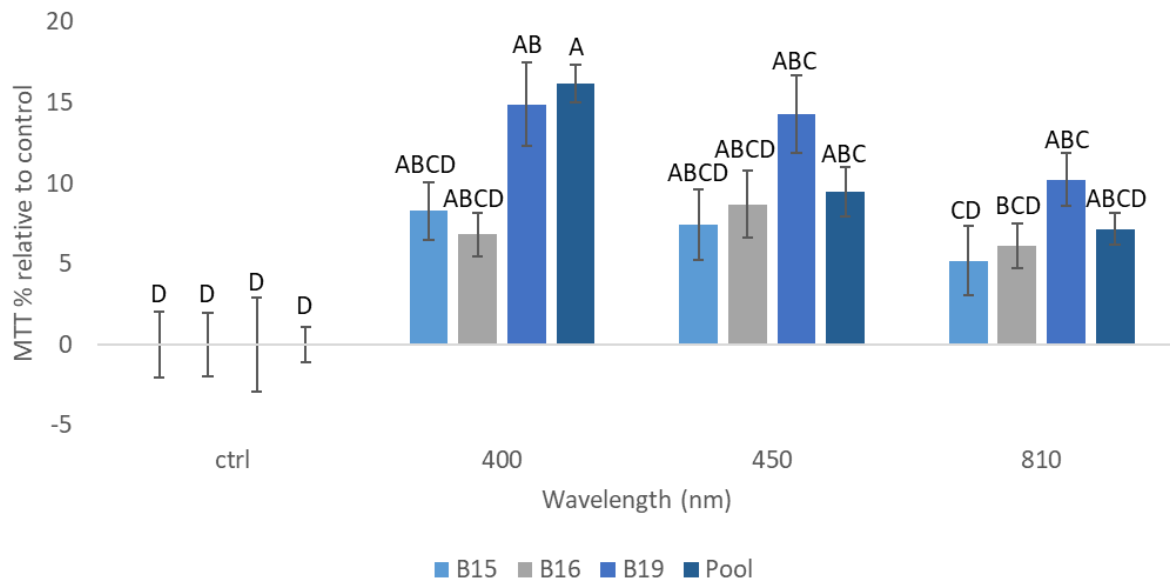 20
15
10
5
0
-5
MTT % relative to control
D D D D
ABCD ABCD AB A
ABCD ABCD ABC ABC
CD BCD ABC ABCD
ctrl 400 450 810
Wavelength (nm)
B15 B16 B19 Pool